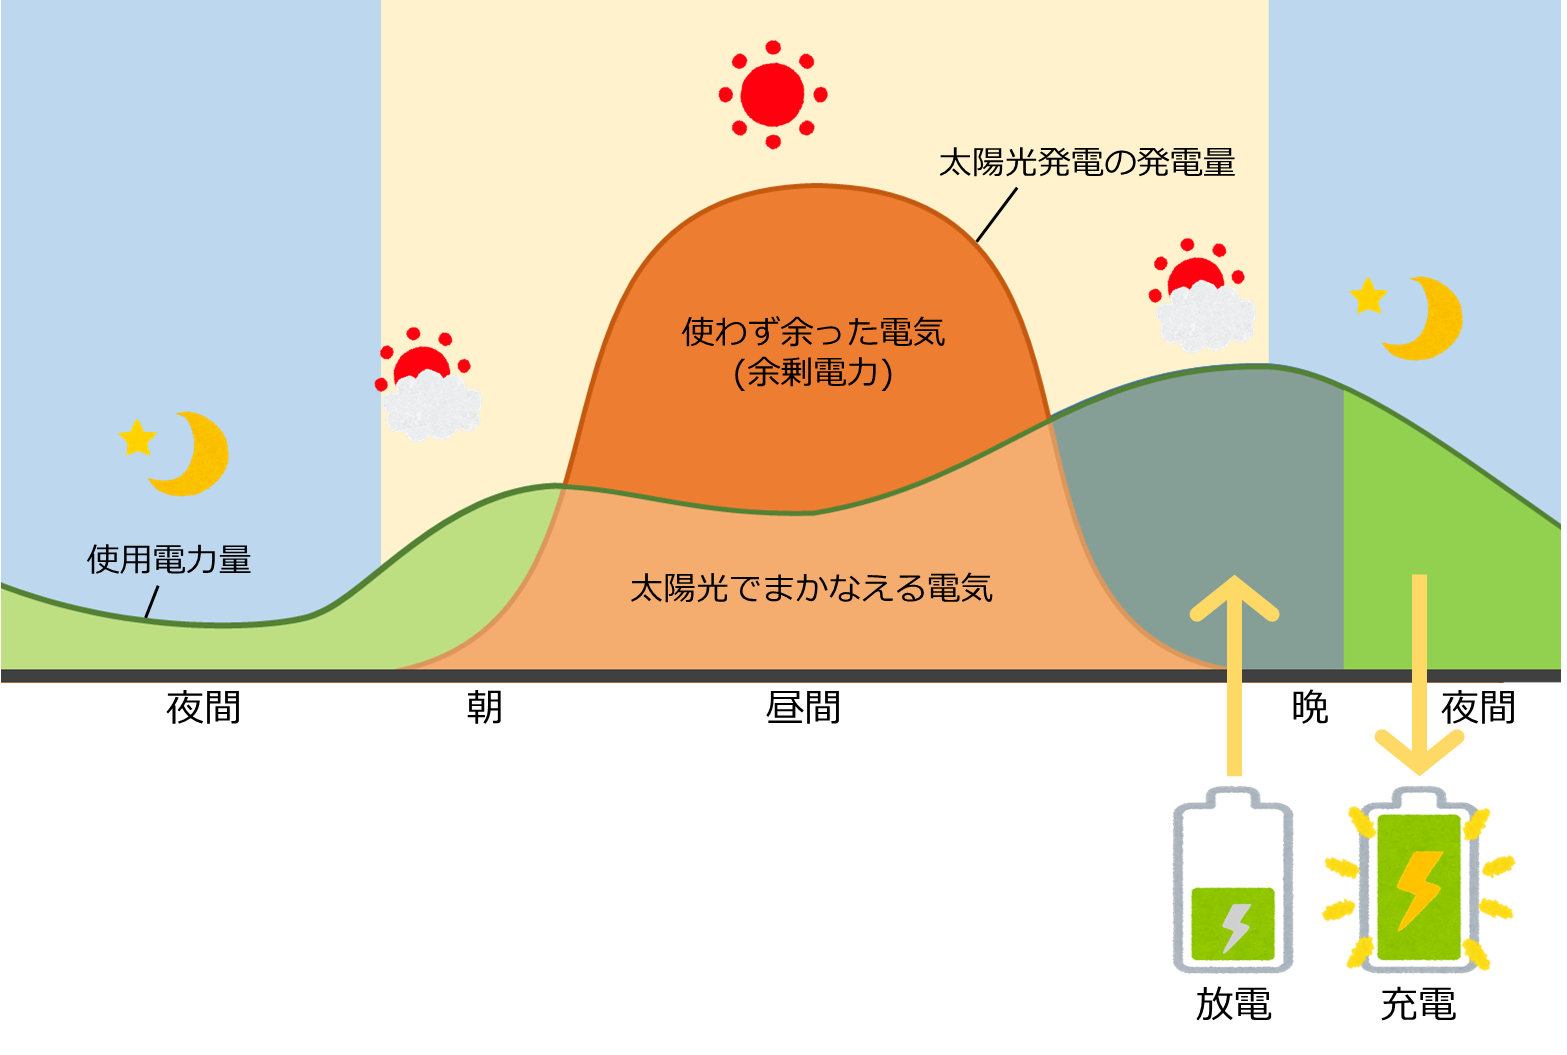 太陽光発電の発電量
使わず余った電気
(余剰電力)
使用電力量
太陽光でまかなえる電気
夜間
朝
昼間
晩
夜間
放電
充電